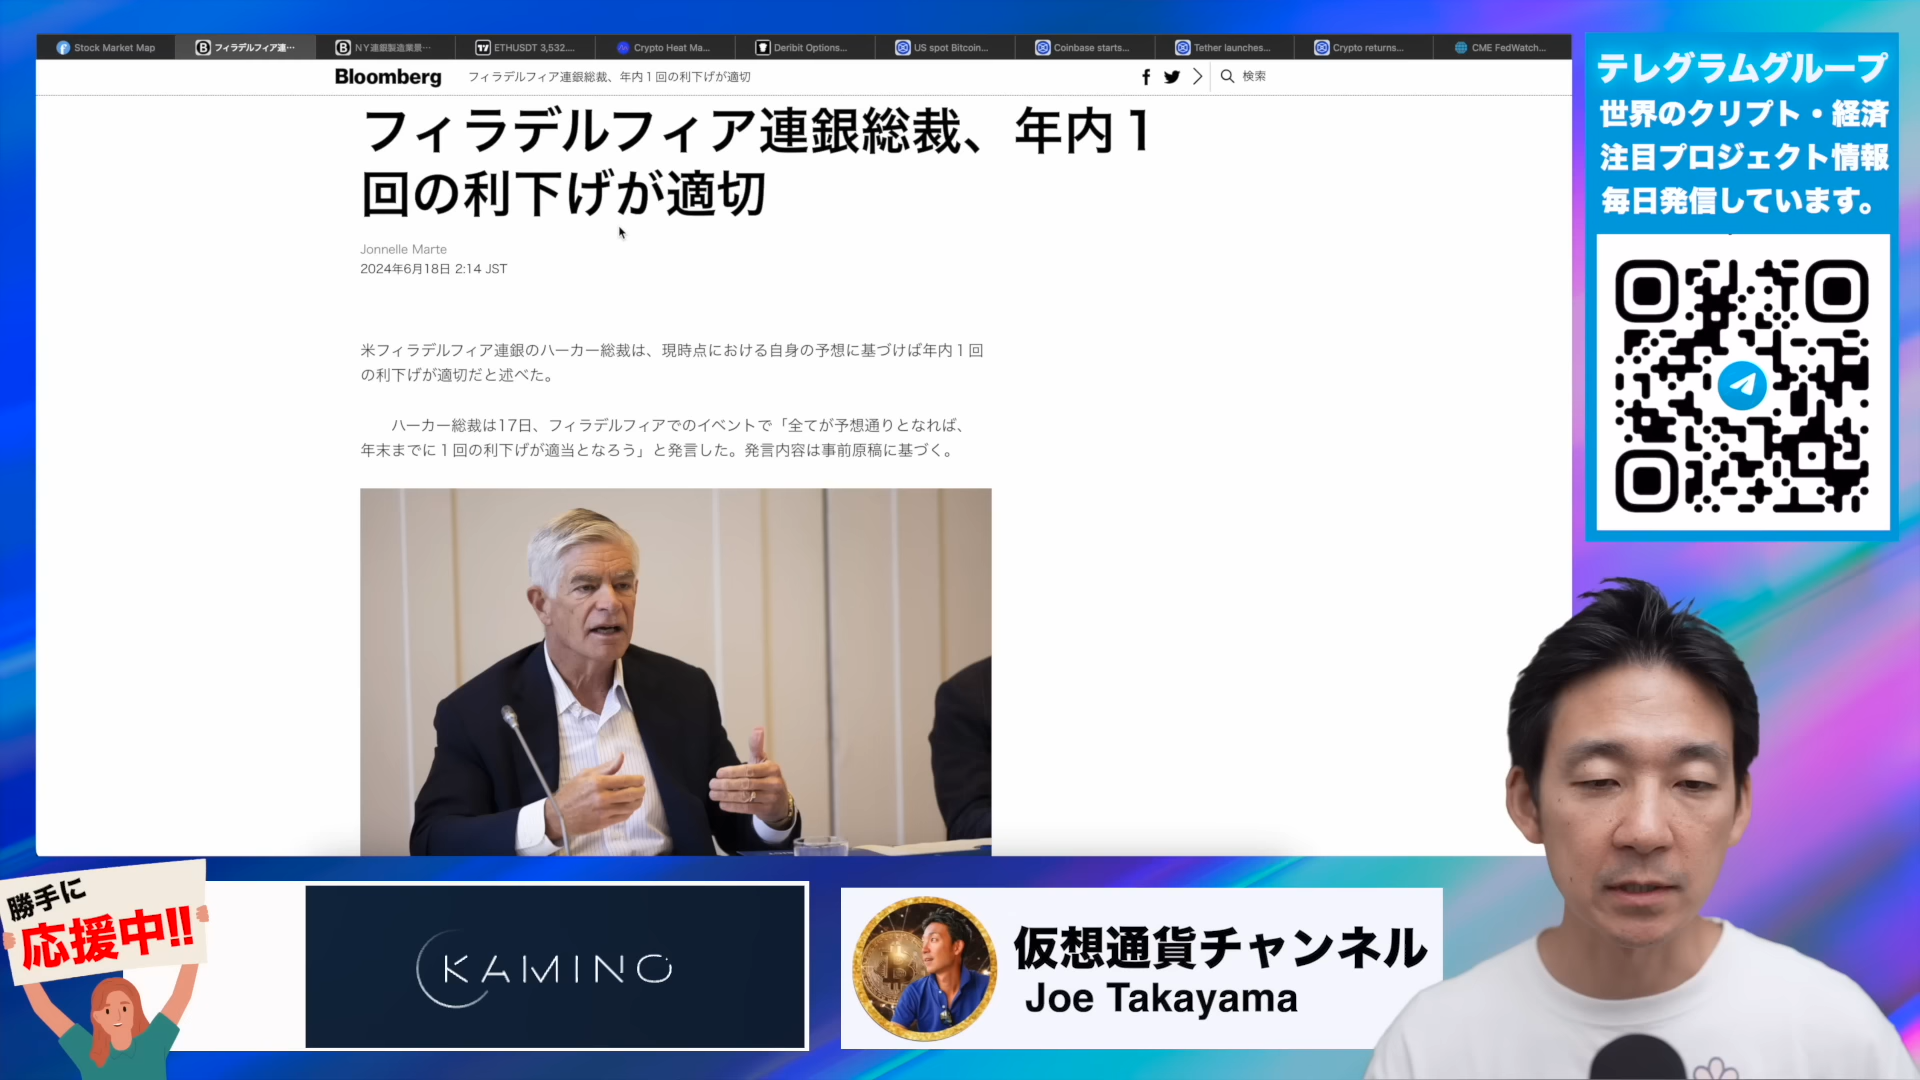 Stock Market Map
フィラデルフィア連…
NY連銀製造業景…
ETHUSDT 3,532....
Crypto Heat Ma...
Deribit Options...
US spot Bitcoin...
Coinbase starts...
Tether launches...
Crypto returns...
CME FedWatch...
Bloomberg
フィラデルフィア連銀総裁、年内1回の利下げが適切
検索
フィラデルフィア連銀総裁、年内1
回の利下げが適切
Jonnelle Marte
2024年6月18日 2:14 JST
米フィラデルフィア連銀のハーカー総裁は、現時点における自身の予想に基づけば年内1回
の利下げが適切だと述べた。
ハーカー総裁は17日、フィラデルフィアでのイベントで「全てが予想通りとなれば、
年末までに1回の利下げが適当となろう」と発言した。発言内容は事前原稿に基づく。
テレグラムグループ
世界のクリプト・経済
注目プロジェクト情報
毎日発信しています。
勝手に
応援中!!
KAMINO
仮想通貨チャンネル
Joe Takayama